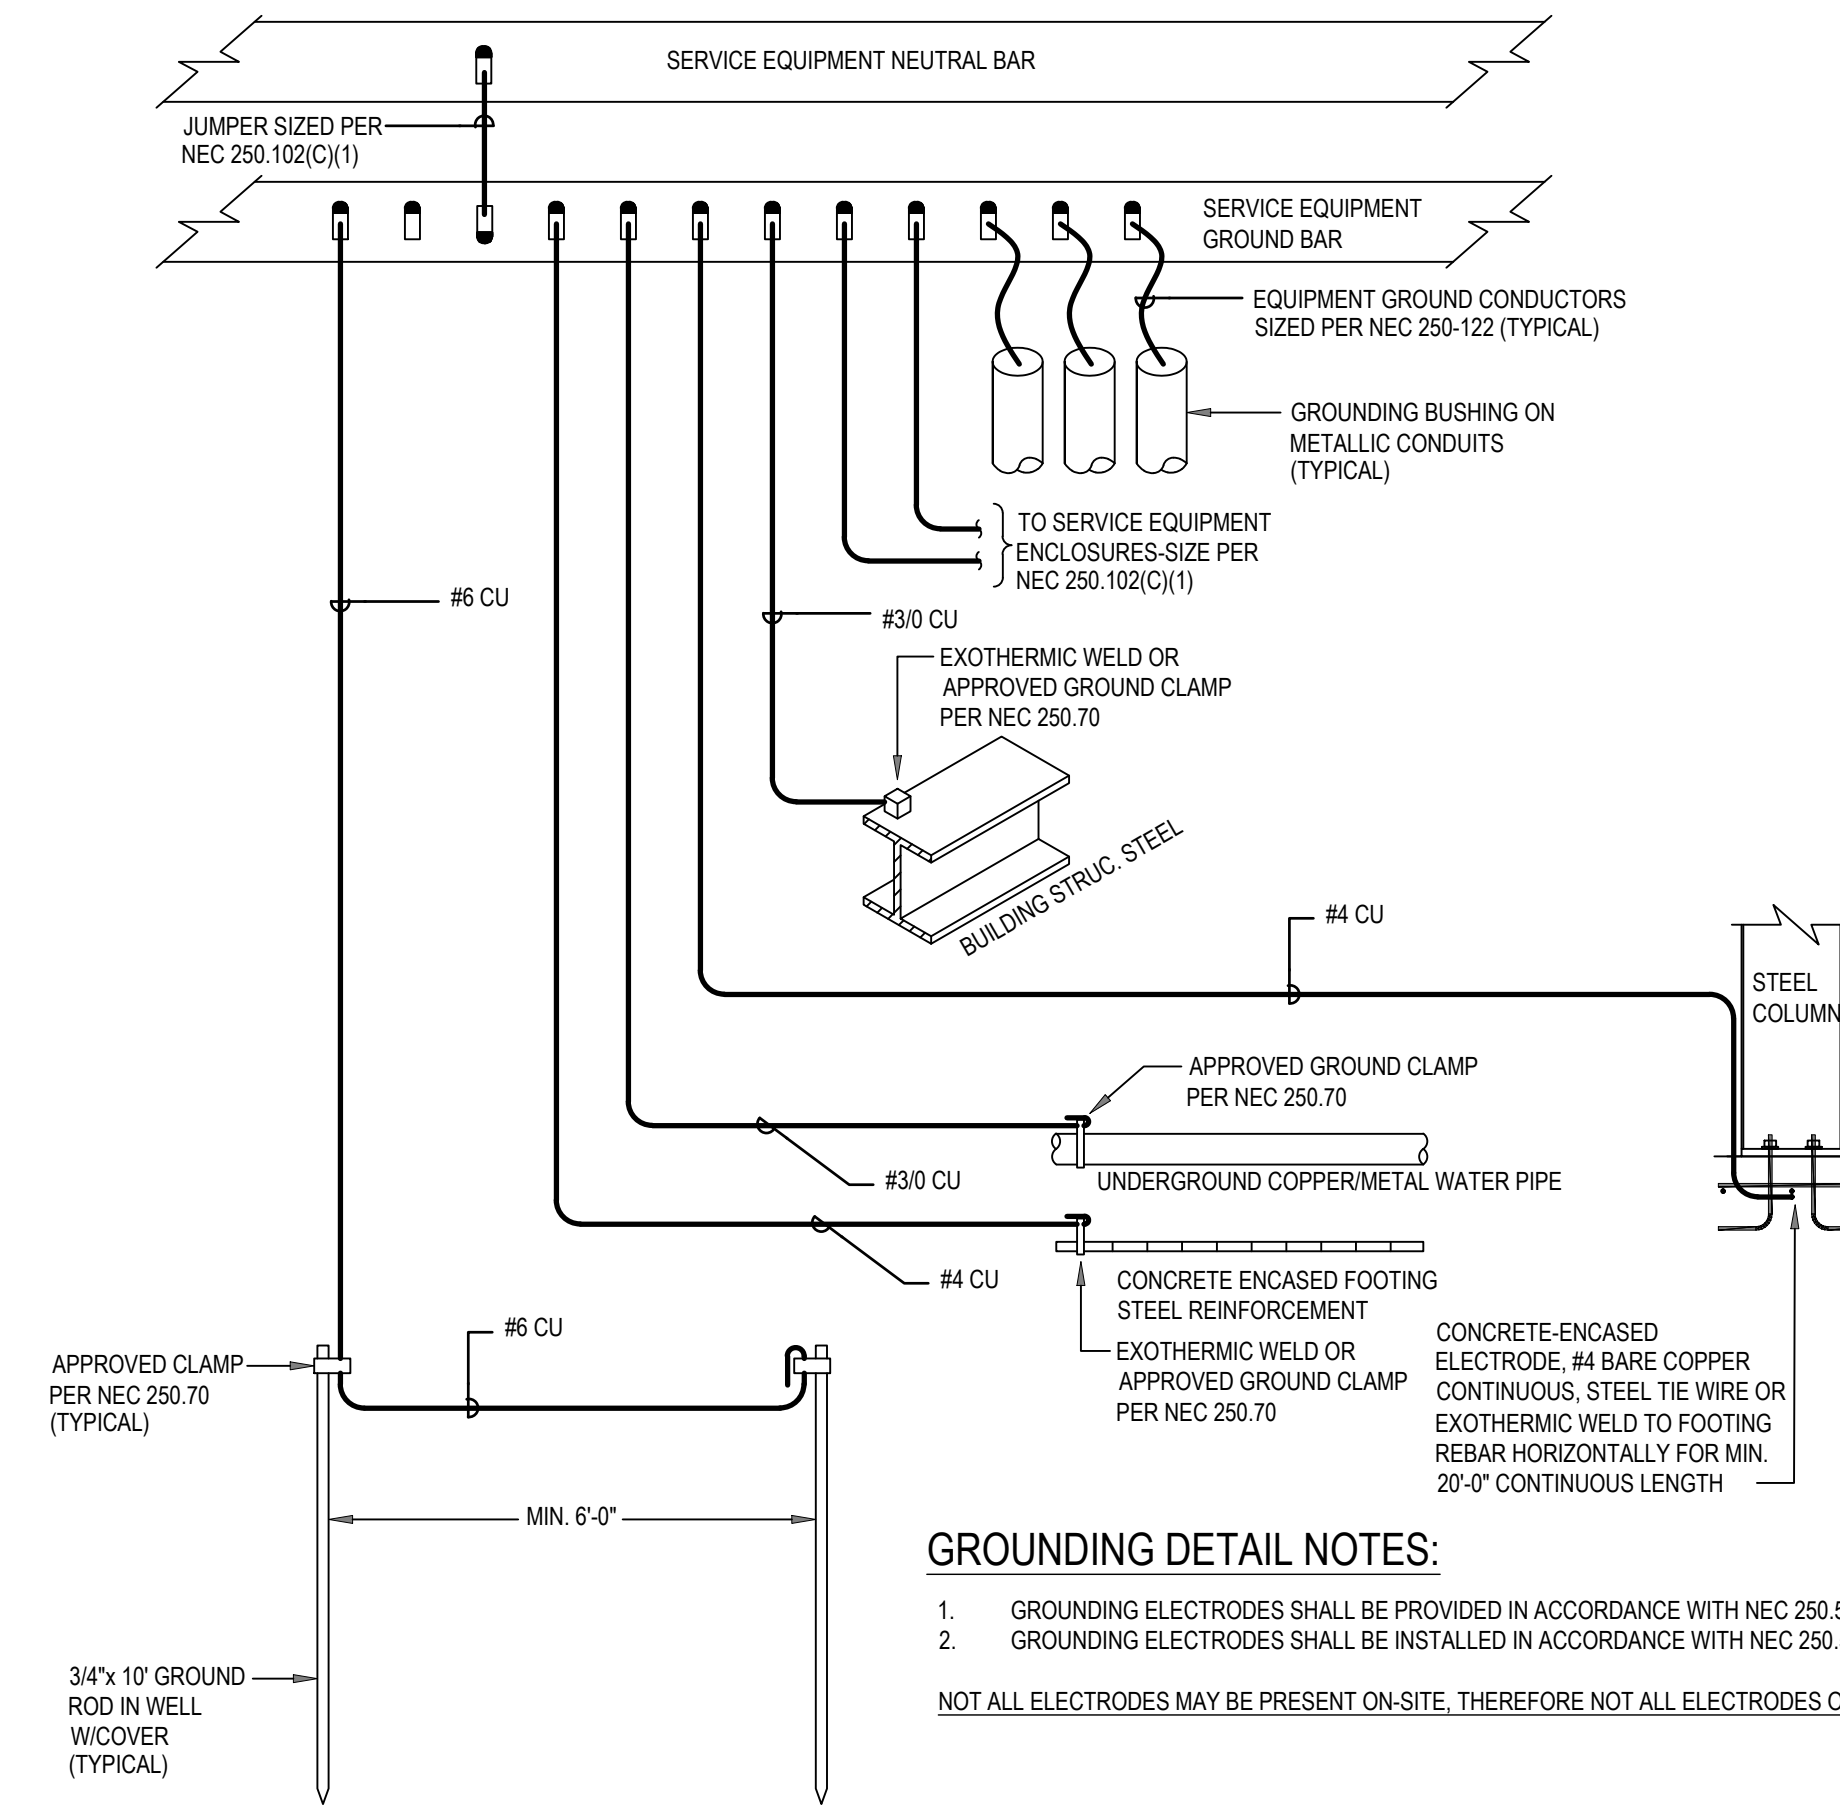 SERVICE EQUIPMENT NEUTRAL BAR
JUMPER SIZED PER
NEC 250.102(C)(1)
SERVICE EQUIPMENT
GROUND BAR
EQUIPMENT GROUND CONDUCTORS
SIZED PER NEC 250-122 (TYPICAL)
GROUNDING BUSHING ON
METALLIC CONDUITS
(TYPICAL)
TO SERVICE EQUIPMENT
ENCLOSURES-SIZE PER
NEC 250.102(C)(1)
#6 CU
#3/0 CU
EXOTHERMIC WELD OR
APPROVED GROUND CLAMP
PER NEC 250.70
BUILDING STRUC. STEEL
#4 CU
STEEL
COLUMN
APPROVED GROUND CLAMP
PER NEC 250.70
#3/0 CU
UNDERGROUND COPPER/METAL WATER PIPE
#4 CU
CONCRETE ENCASED FOOTING
STEEL REINFORCEMENT
EXOTHERMIC WELD OR
APPROVED GROUND CLAMP
PER NEC 250.70
CONCRETE-ENCASED
ELECTRODE, #4 BARE COPPER
CONTINUOUS, STEEL TIE WIRE OR
EXOTHERMIC WELD TO FOOTING
REBAR HORIZONTALLY FOR MIN.
20'-0" CONTINUOUS LENGTH
#6 CU
APPROVED CLAMP
PER NEC 250.70
(TYPICAL)
MIN. 6'-0"
3/4"x 10' GROUND
ROD IN WELL
W/COVER
(TYPICAL)
GROUNDING DETAIL NOTES:
1. GROUNDING ELECTRODES SHALL BE PROVIDED IN ACCORDANCE WITH NEC 250.5
2. GROUNDING ELECTRODES SHALL BE INSTALLED IN ACCORDANCE WITH NEC 250.
NOT ALL ELECTRODES MAY BE PRESENT ON-SITE, THEREFORE NOT ALL ELECTRODES